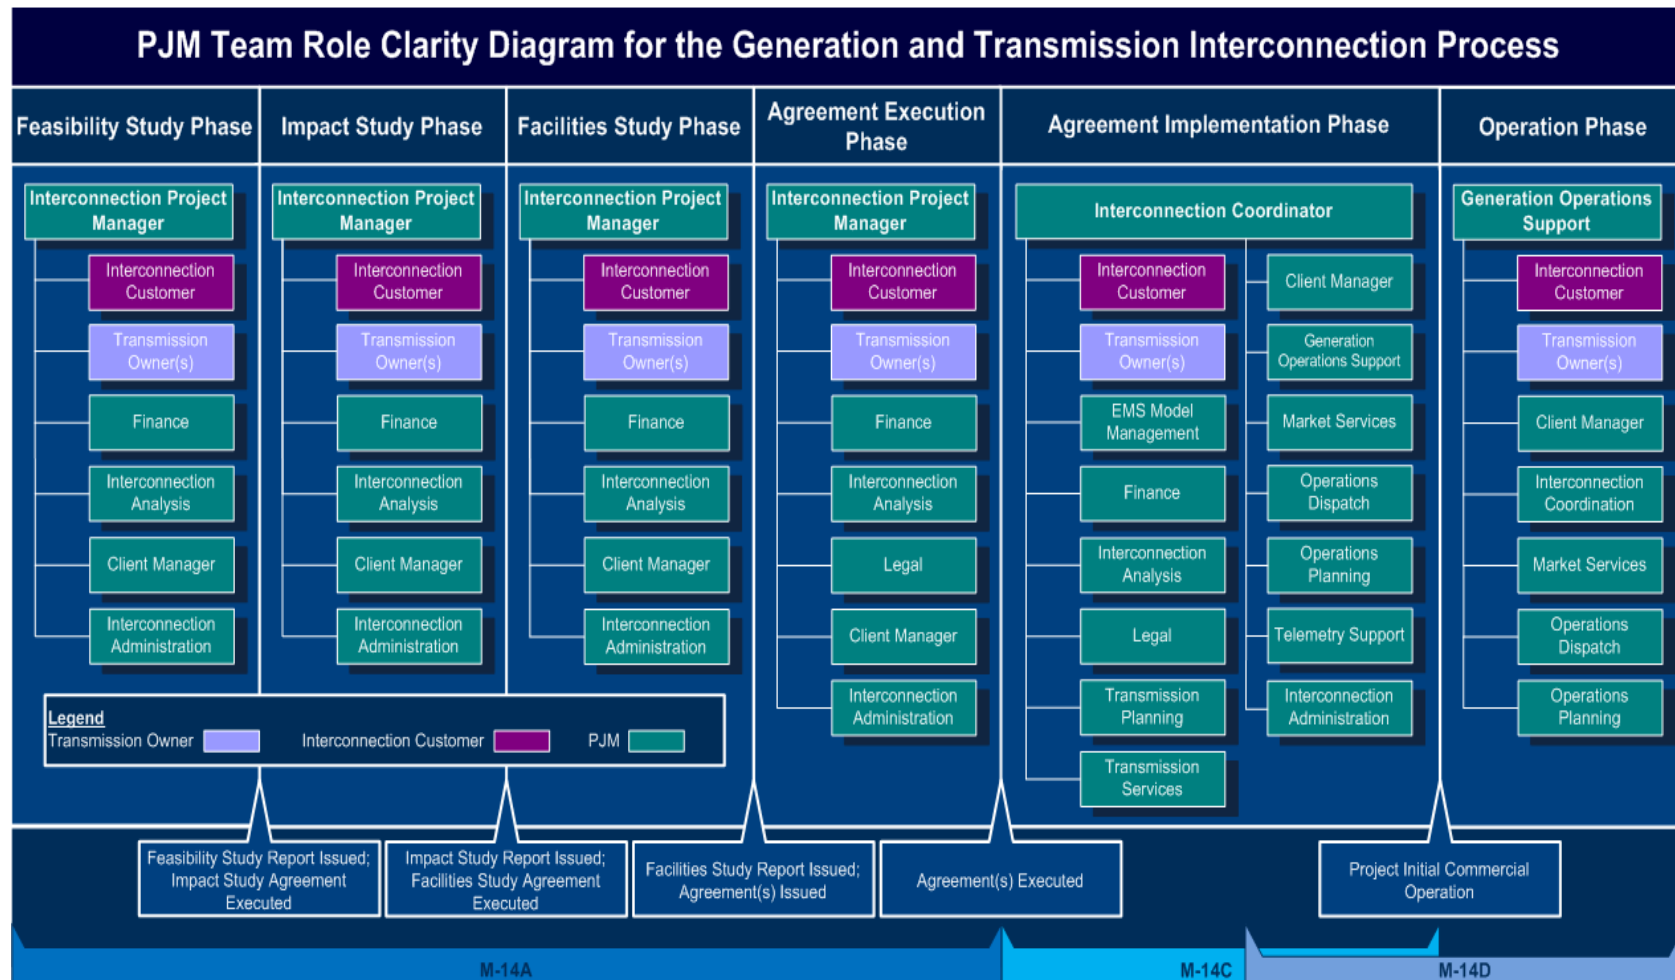 PJM Team Role Clarity Diagram for the Generation and Transmission Interconnection Process
Feasibility Study Phase
Impact Study Phase
Facilities Study Phase
Agreement Execution
Phase
Agreement Implementation Phase
Operation Phase
Interconnection Project
Manager
Interconnection
Customer
Transmission
Owner(s)
Finance
Interconnection
Analysis
Client Manager
Interconnection
Administration
Interconnection Project
Manager
Interconnection
Customer
Transmission
Owner(s)
Finance
Interconnection
Analysis
Client Manager
Interconnection
Administration
Interconnection Project
Manager
Interconnection
Customer
Transmission
Owner(s)
Finance
Interconnection
Analysis
Client Manager
Interconnection
Administration
Interconnection Project
Manager
Interconnection
Customer
Transmission
Owner(s)
Finance
Interconnection
Analysis
Legal
Client Manager
Interconnection
Administration
Interconnection Coordinator
Interconnection
Customer
Transmission
Owner(s)
EMS Model
Management
Finance
Interconnection
Analysis
Legal
Transmission
Planning
Transmission
Services
Client Manager
Generation
Operations Support
Market Services
Operations
Dispatch
Operations
Planning
Telemetry Support
Interconnection
Administration
Generation Operations
Support
Interconnection
Customer
Transmission
Owner(s)
Client Manager
Interconnection
Coordination
Market Services
Operations
Dispatch
Operations
Planning
Legend
Transmission Owner
Interconnection Customer
PJM
Feasibility Study Report Issued;
Impact Study Agreement
Executed
Impact Study Report Issued;
Facilities Study Agreement
Executed
Facilities Study Report Issued;
Agreement(s) Issued
Agreement(s) Executed
Project Initial Commercial
Operation
M-14A
M-14C
M-14D